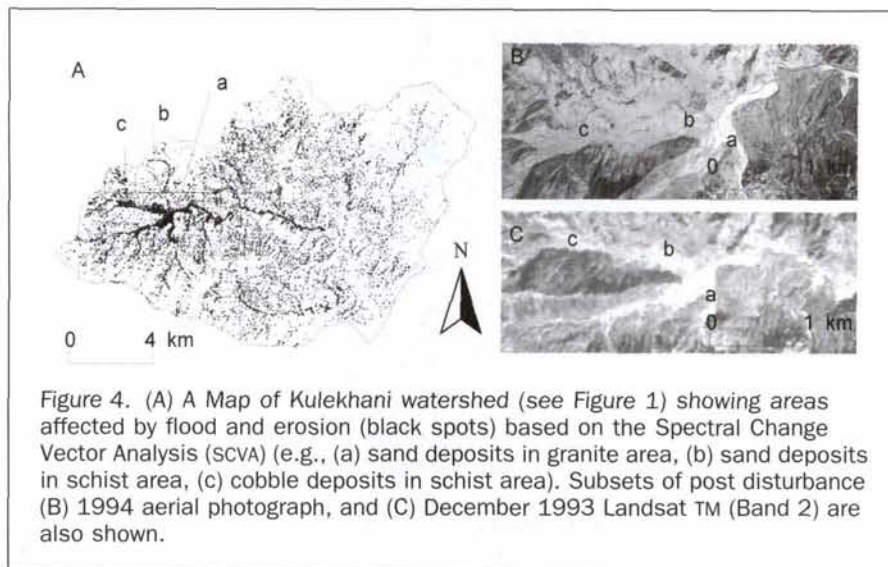 A
a
b
c
N
0 4 km
B
c
b
a
0 1 km
C
c
b
a
0 1 km
Figure 4. (A) A Map of Kulekhani watershed (see Figure 1) showing areas
affected by flood and erosion (black spots) based on the Spectral Change
Vector Analysis (SCVA) (e.g., (a) sand deposits in granite area, (b) sand deposits
in schist area, (c) cobble deposits in schist area). Subsets of post disturbance
(B) 1994 aerial photograph, and (C) December 1993 Landsat TM (Band 2) are
also shown.